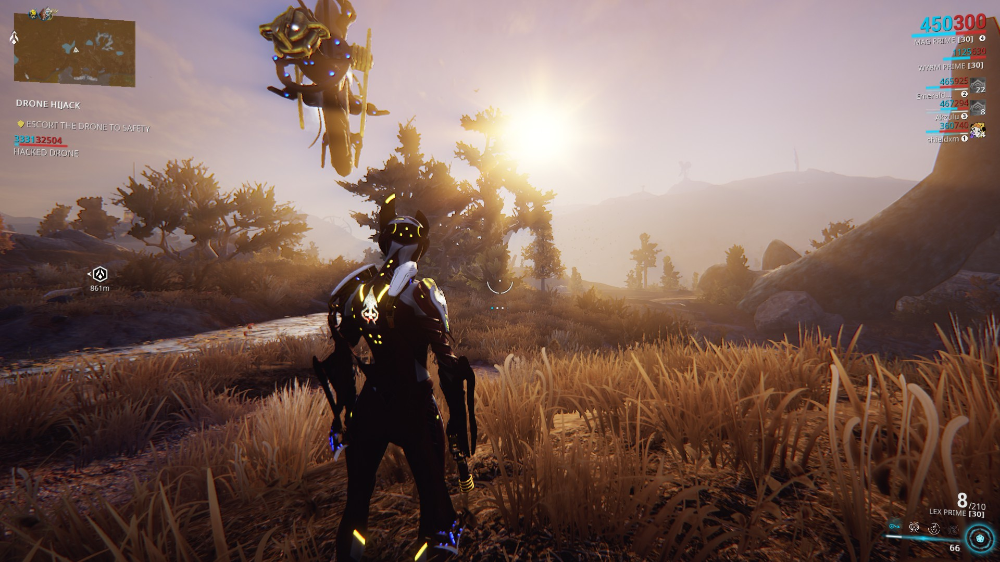 DRONE HIJACK
ESCORT THE DRONE TO SAFETY
333132504
HACKED DRONE
861m
450300
MAG PRIME [30] 4
1125630
WYRM PRIME [30]
465925
22
Emerald... 2
467294
8
Akzulu 3
360740
24
shieldxm 1
8/210
LEX PRIME [30]
66